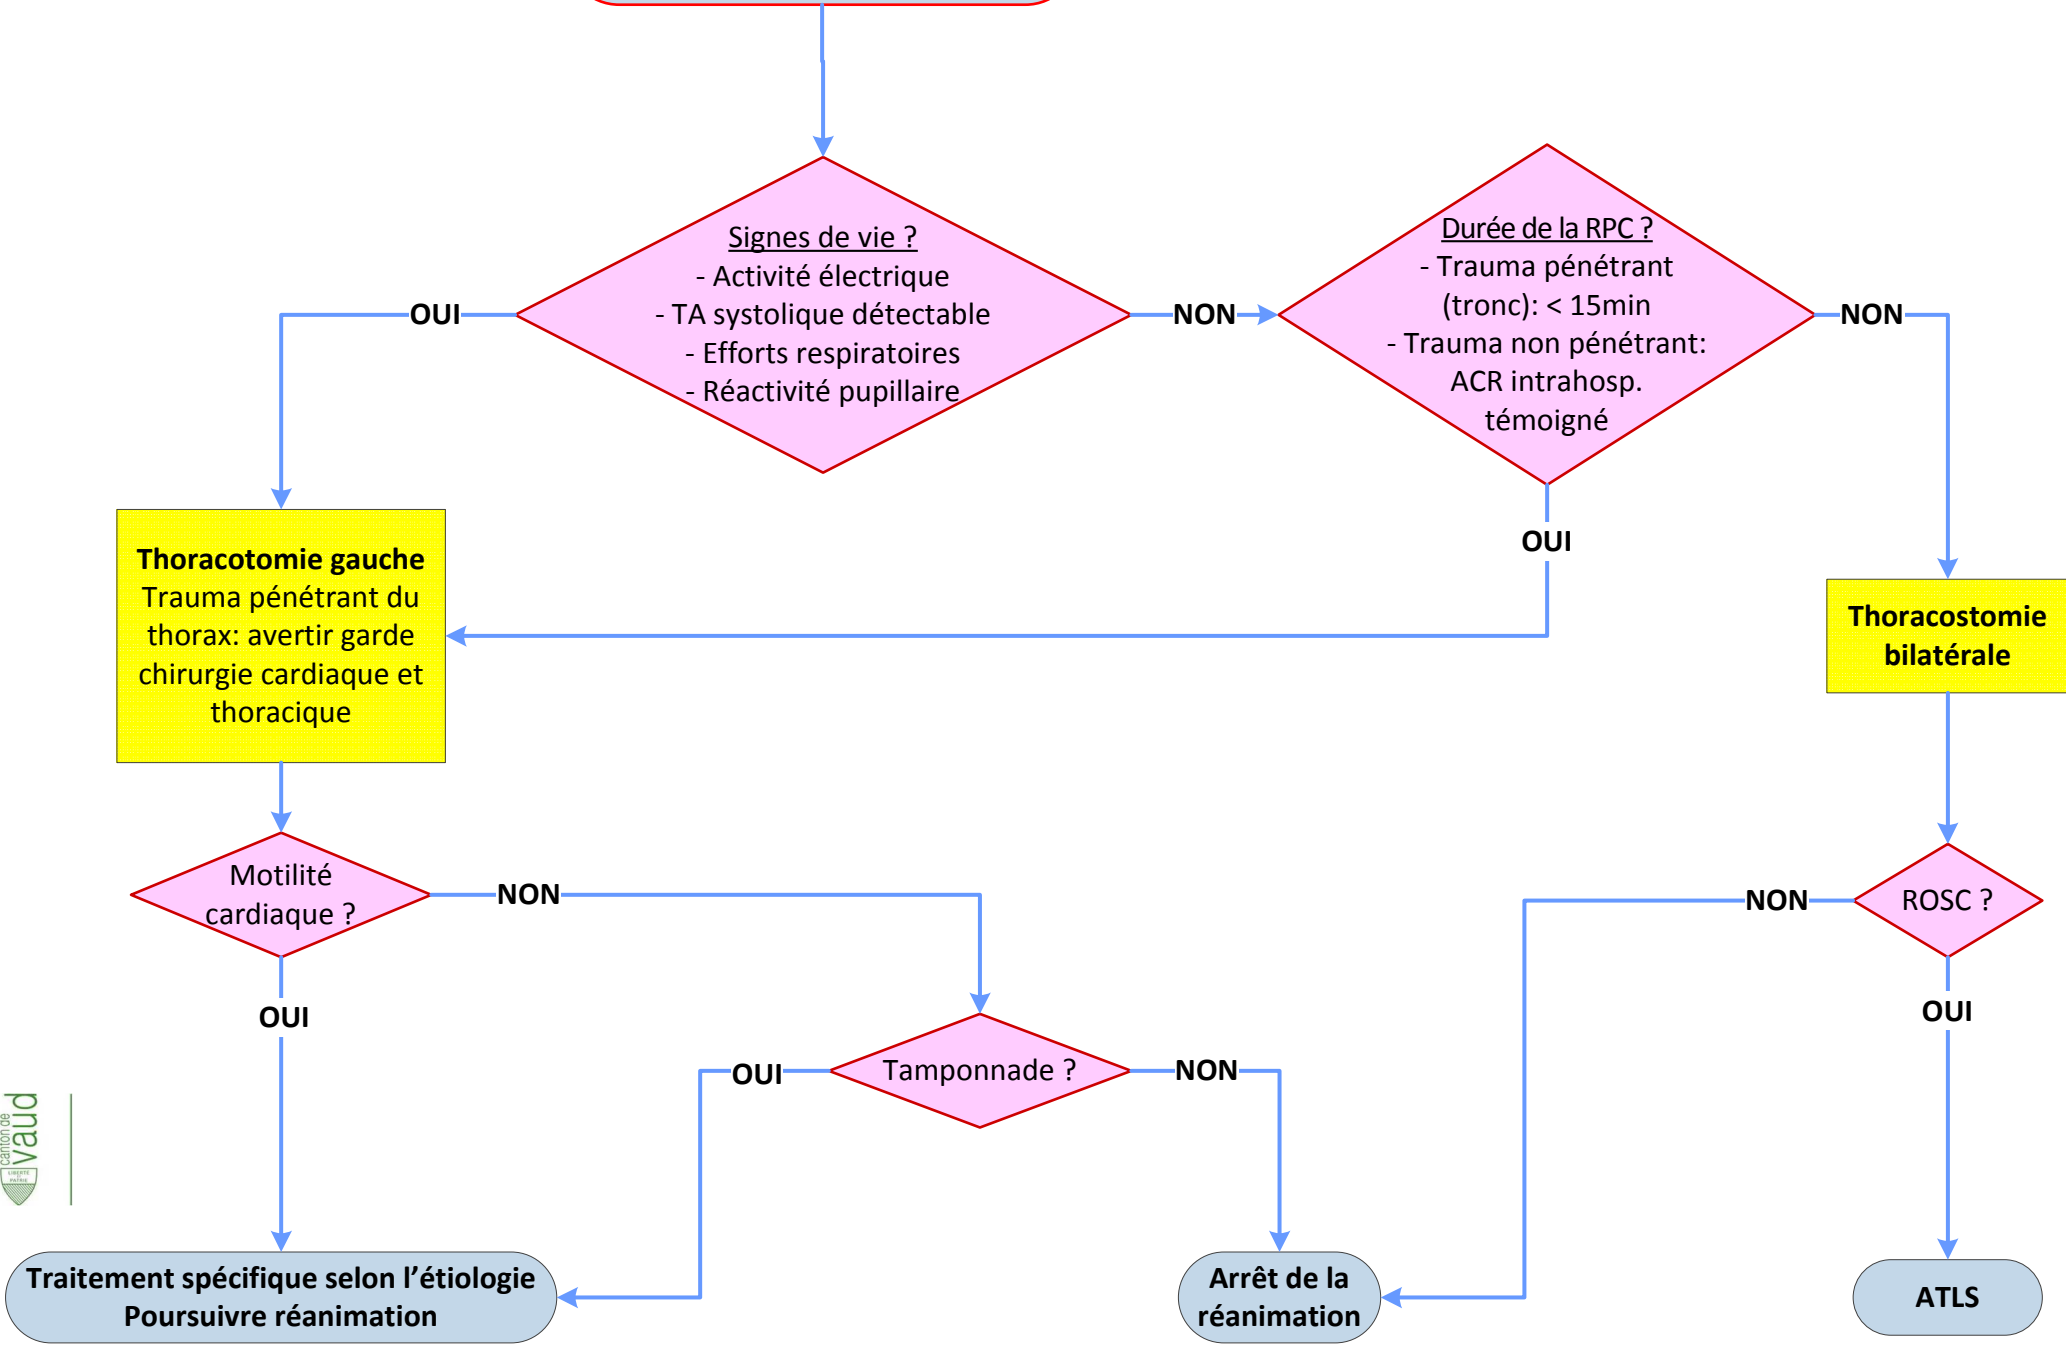 Signes de vie ?
- Activité électrique
- TA systolique détectable
- Efforts respiratoires
- Réactivité pupillaire
OUI
NON
Durée de la RPC ?
- Trauma pénétrant
(tronc): < 15min
- Trauma non pénétrant:
ACR intrahosp.
témoigné
NON
OUI
Thoracotomie gauche
Trauma pénétrant du
thorax: avertir garde
chirurgie cardiaque et
thoracique
Thoracostomie
bilatérale
Motilité
cardiaque ?
NON
OUI
ROSC ?
NON
OUI
Tamponnade ?
OUI
NON
canton de
vaud
LIBERTÉ
ET
PATRIE
Traitement spécifique selon l’étiologie
Poursuivre réanimation
Arrêt de la
réanimation
ATLS